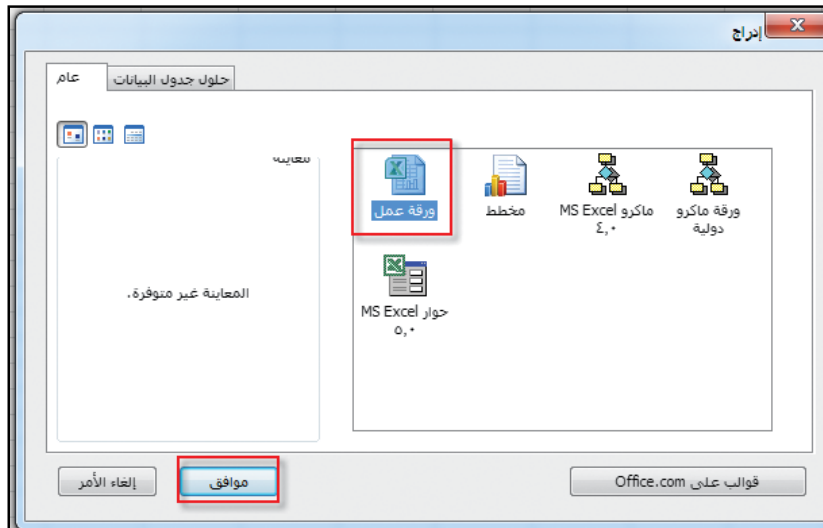 إدراج
عام
حلول جدول البيانات
معاينة
المعاينة غير متوفرة.
ورقة عمل
مخطط
ماكرو MS Excel
٤,٠
ورقة ماكرو
دولية
حوار MS Excel
٥,٠
إلغاء الأمر
موافق
قوالب على Office.com